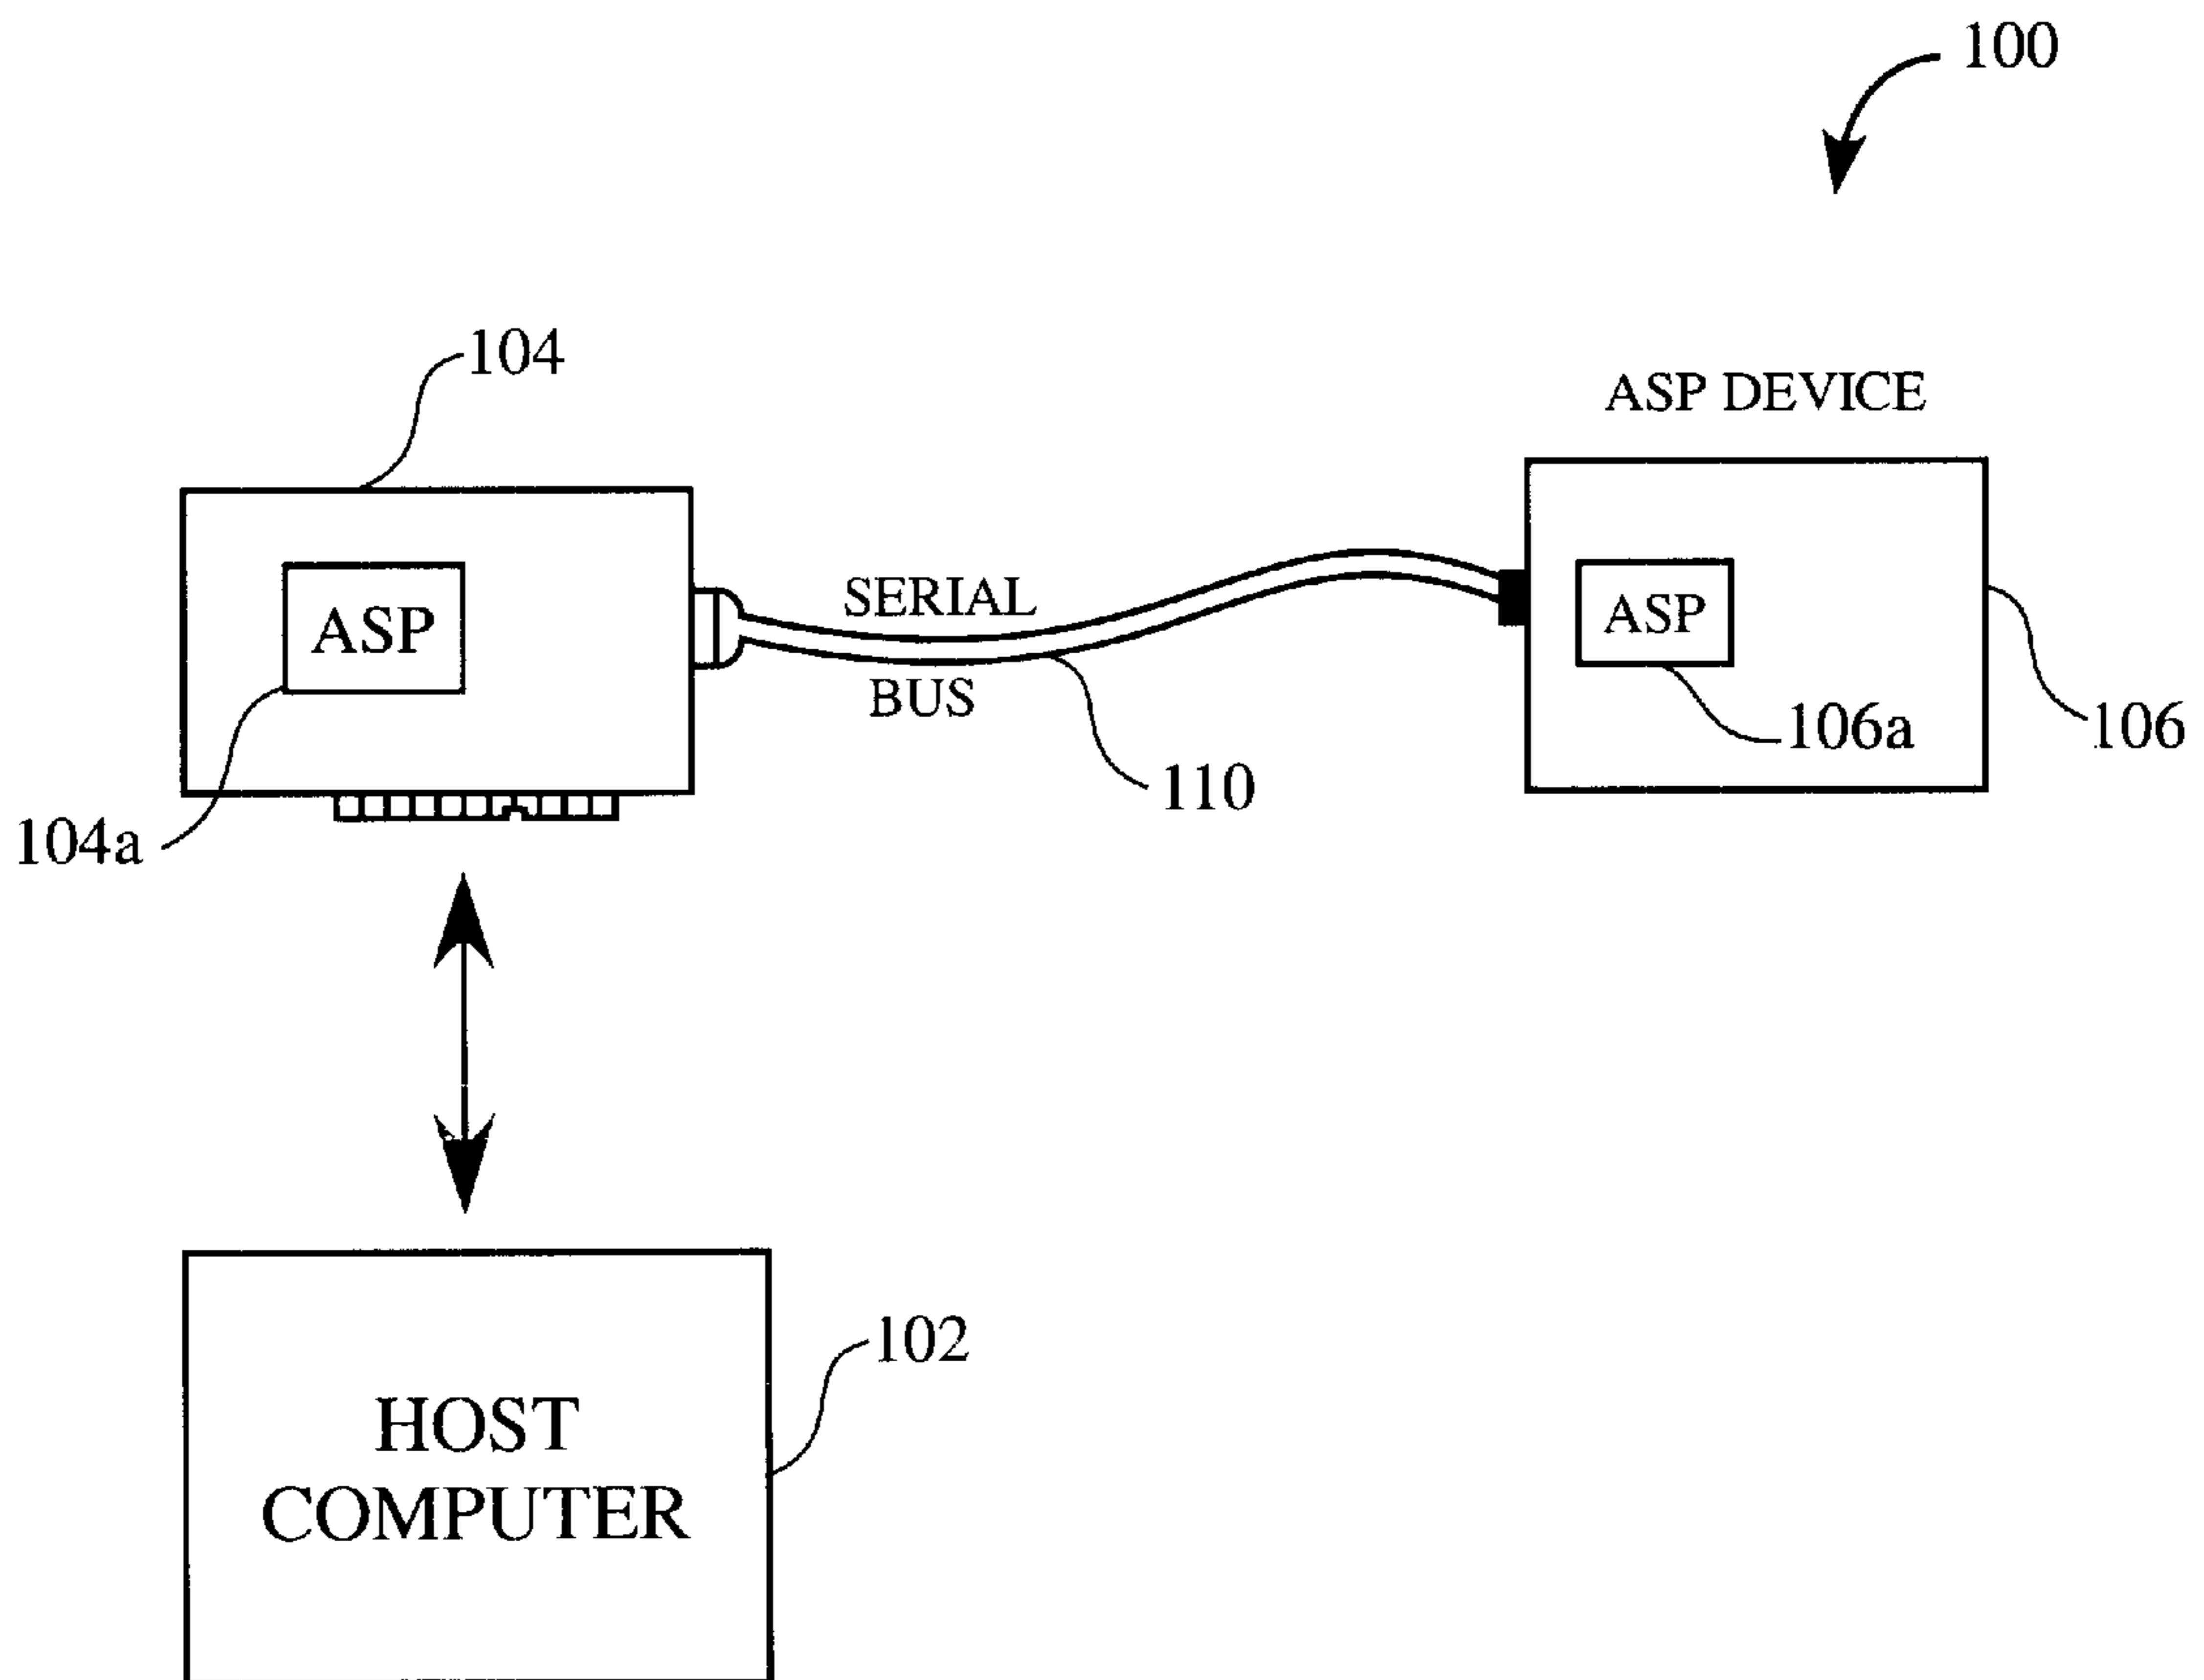 100
104
ASP DEVICE
ASP
SERIAL
ASP
BUS
106a
106
110
104a
102
HOST
COMPUTER